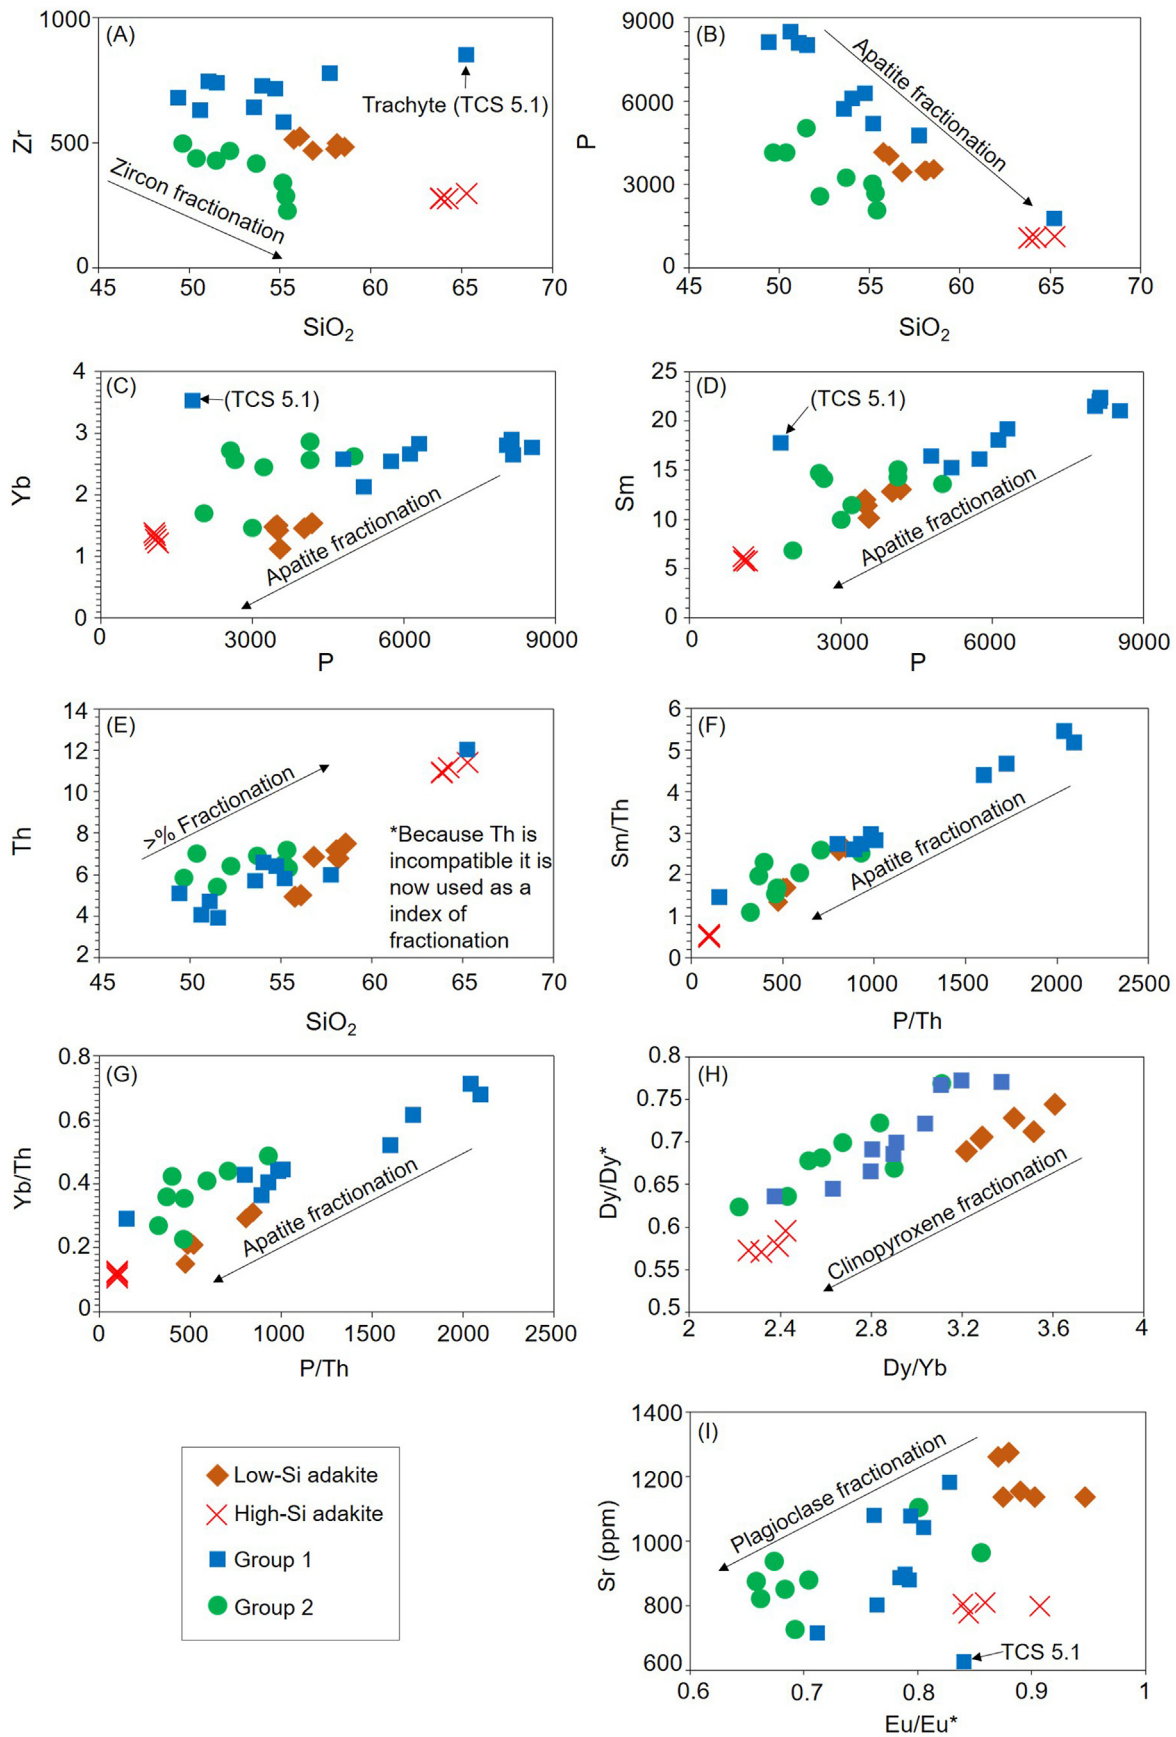 (A)
1000
500
0
Zr
Trachyte (TCS 5.1)
Zircon fractionation
45 50 55 60 65 70
SiO2
(B)
9000
6000
3000
0
P
Apatite fractionation
45 50 55 60 65 70
SiO2
(C)
4
3
2
1
0
Yb
(TCS 5.1)
Apatite fractionation
0 3000 6000 9000
P
(D)
25
20
15
10
5
0
Sm
(TCS 5.1)
Apatite fractionation
0 3000 6000 9000
P
(E)
14
12
10
8
6
4
2
Th
>% Fractionation
*Because Th is
incompatible it is
now used as a
index of
fractionation
45 50 55 60 65 70
SiO2
(F)
6
5
4
3
2
1
0
Sm/Th
Apatite fractionation
0 500 1000 1500 2000 2500
P/Th
(G)
0.8
0.6
0.4
0.2
0
Yb/Th
Apatite fractionation
0 500 1000 1500 2000 2500
P/Th
(H)
0.8
0.75
0.7
0.65
0.6
0.55
0.5
Dy/Dy*
Clinopyroxene fractionation
2 2.4 2.8 3.2 3.6 4
Dy/Yb
(I)
1400
1200
1000
800
600
Sr (ppm)
Plagioclase fractionation
TCS 5.1
0.6 0.7 0.8 0.9 1
Eu/Eu*
Low-Si adakite
High-Si adakite
Group 1
Group 2